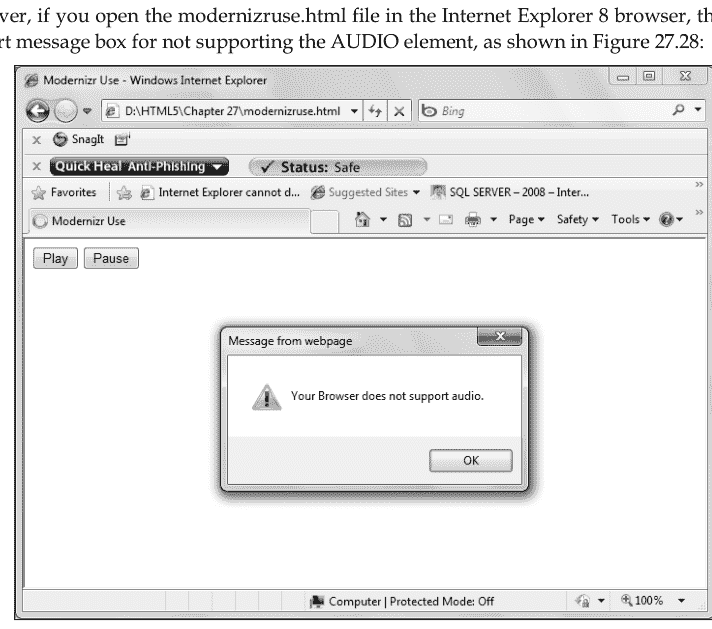 ver, if you open the modernizruse.html file in the Internet Explorer 8 browser, th
rt message box for not supporting the AUDIO element, as shown in Figure 27.28:
Modernizr Use - Windows Internet Explorer
D:\HTML5\Chapter 27\modernizruse.html Bing
x SnagIt
x Quick Heal Anti-Phishing Status: Safe
Favorites Internet Explorer cannot d... Suggested Sites SQL SERVER – 2008 – Inter... »
Modernizr Use Page Safety Tools »
Play Pause
Message from webpage
Your Browser does not support audio.
OK
Computer | Protected Mode: Off 100%